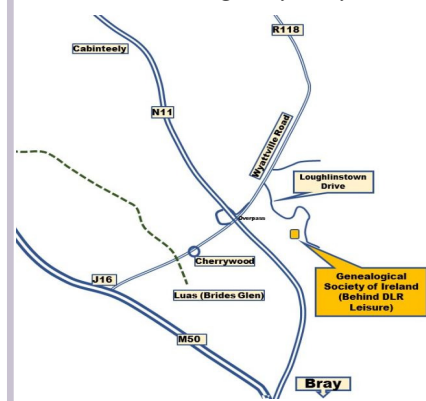 R118
Cabinteely
N11
Wyattville Road
Loughlinstown
Drive
Overpass
Cherrywood
Genealogical
Society of Ireland
(Behind DLR
Leisure)
J16
Luas (Brides Glen)
M50
Bray